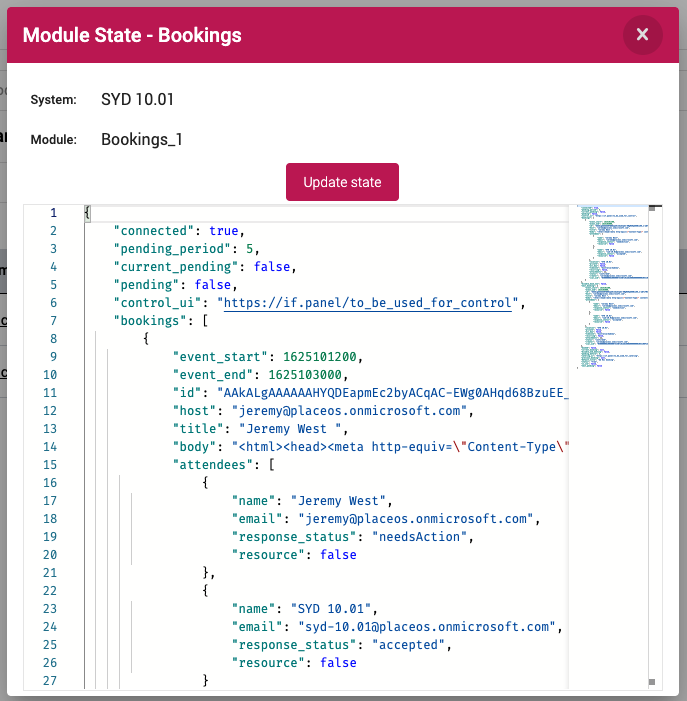 Module State - Bookings
System: SYD 10.01
Module: Bookings_1
Update state
1 {
2 "connected": true,
3 "pending_period": 5,
4 "current_pending": false,
5 "pending": false,
6 "control_ui": "https://if.panel/to_be_used_for_control",
7 "bookings": [
8 {
9 "event_start": 1625101200,
10 "event_end": 1625103000,
11 "id": "AAkALgAAAAAAHYQDEapmEc2byACqAC-EWg0AHqd68BzuEE_
12 "host": "jeremy@placeos.onmicrosoft.com",
13 "title": "Jeremy West ",
14 "body": "<html><head><meta http-equiv=\"Content-Type\"
15 "attendees": [
16 {
17 "name": "Jeremy West",
18 "email": "jeremy@placeos.onmicrosoft.com",
19 "response_status": "needsAction",
20 "resource": false
21 },
22 {
23 "name": "SYD 10.01",
24 "email": "syd-10.01@placeos.onmicrosoft.com",
25 "response_status": "accepted",
26 "resource": false
27 }